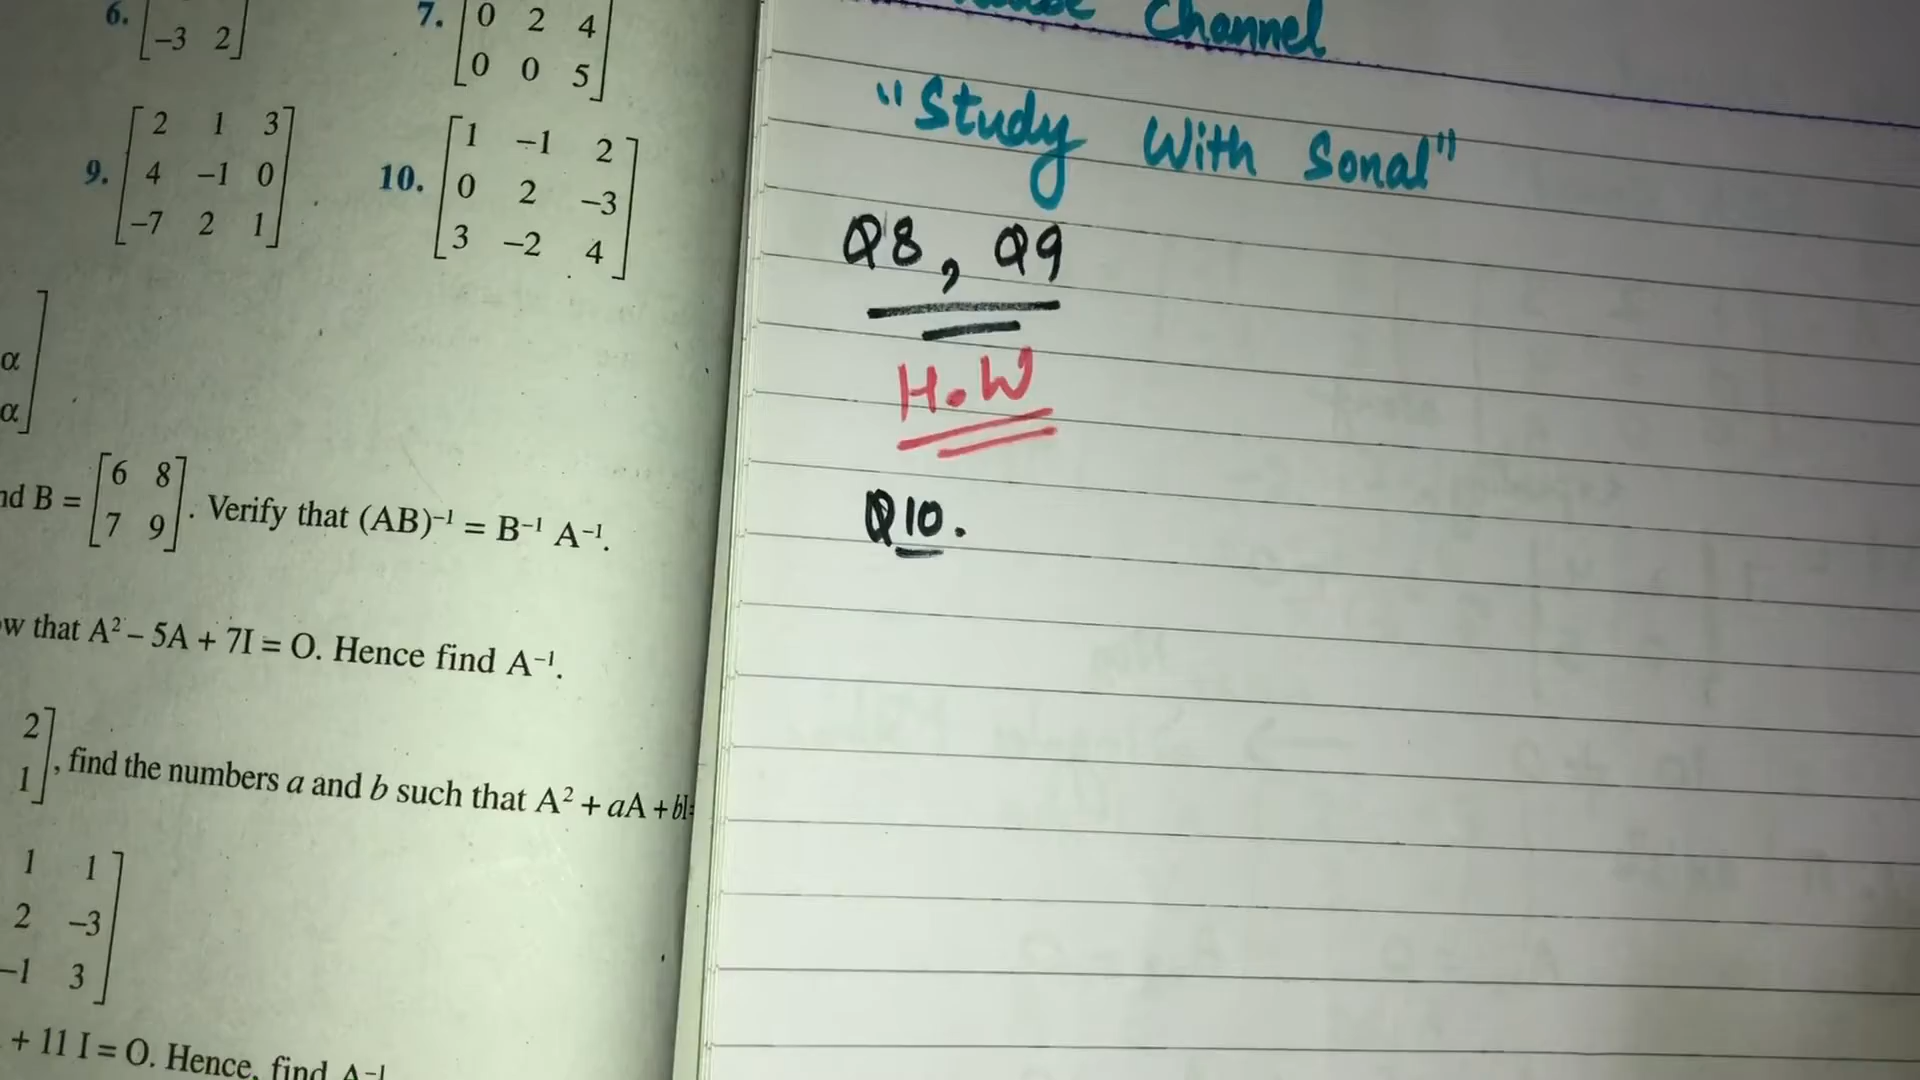 6. [ -3 2 ]
7. [ 0 2 4
0 0 5 ]
9. [ 2 1 3
4 -1 0
-7 2 1 ]
10. [ 1 -1 2
0 2 -3
3 -2 4 ]
α
α ]
B = [ 6 8
7 9 ] . Verify that (AB)⁻¹ = B⁻¹ A⁻¹.
that A² – 5A + 7I = O. Hence find A⁻¹.
2
1 ] , find the numbers a and b such that A² + aA + bI
1 1
2 -3
-1 3 ]
+ 11 I = O. Hence, find A⁻¹
Channel
"Study With Sonal"
Q8, Q9
H.W
Q10.